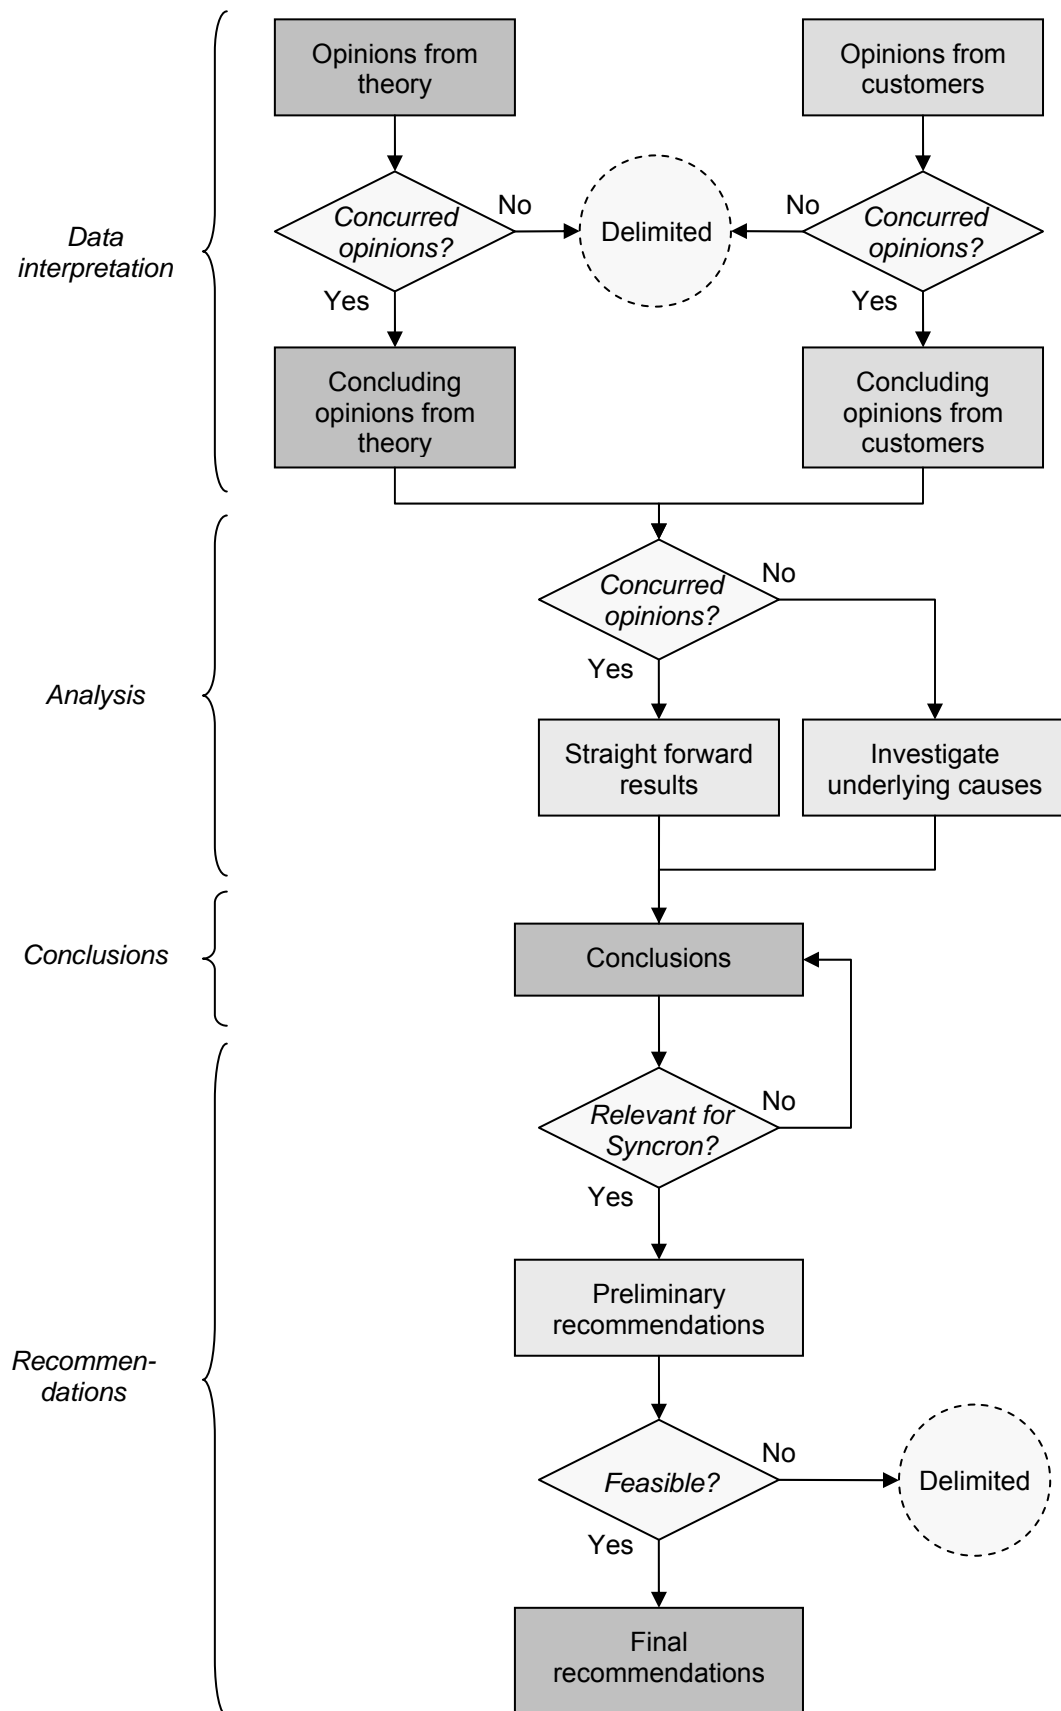 Opinions from
theory
Opinions from
customers
Data
interpretation
Concurred
opinions?
No
Delimited
No
Concurred
opinions?
Yes
Yes
Concluding
opinions from
theory
Concluding
opinions from
customers
Analysis
Concurred
opinions?
No
Yes
Straight forward
results
Investigate
underlying causes
Conclusions
Conclusions
Relevant for
Syncron?
No
Yes
Preliminary
recommendations
Recommen-
dations
Feasible?
No
Delimited
Yes
Final
recommendations